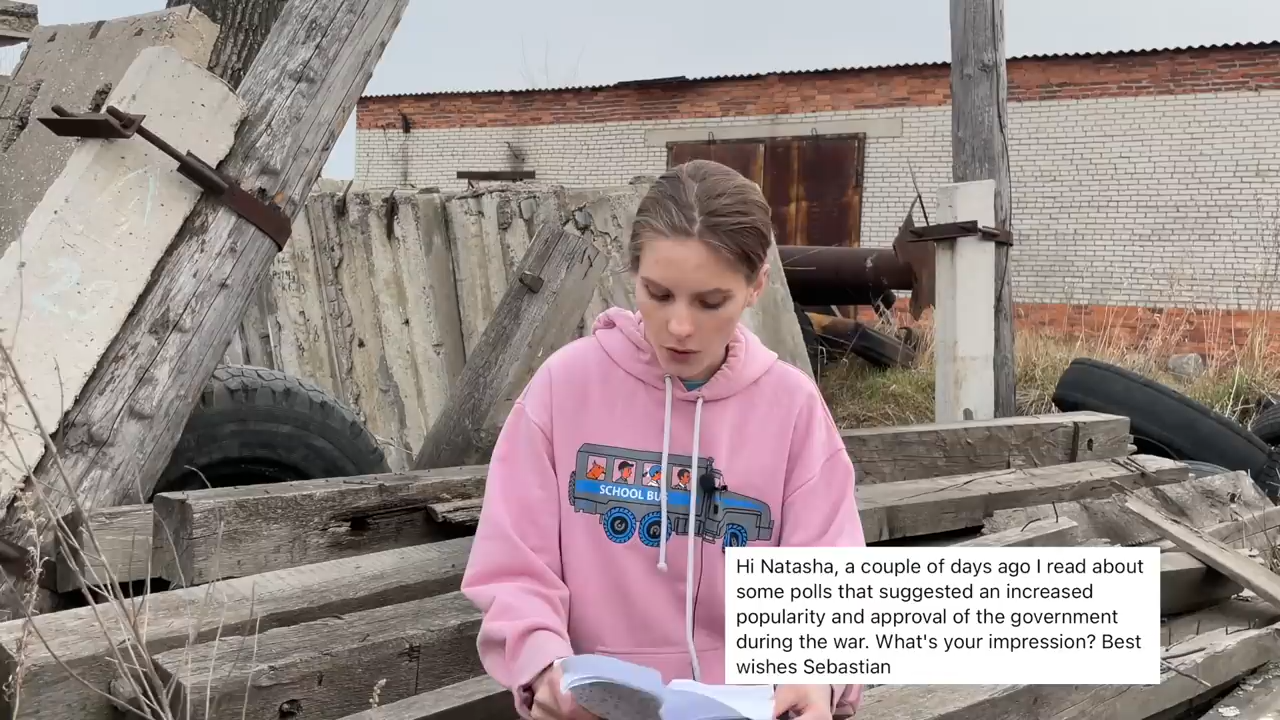 SCHOOL BUS
Hi Natasha, a couple of days ago I read about
some polls that suggested an increased
popularity and approval of the government
during the war. What's your impression? Best
wishes Sebastian